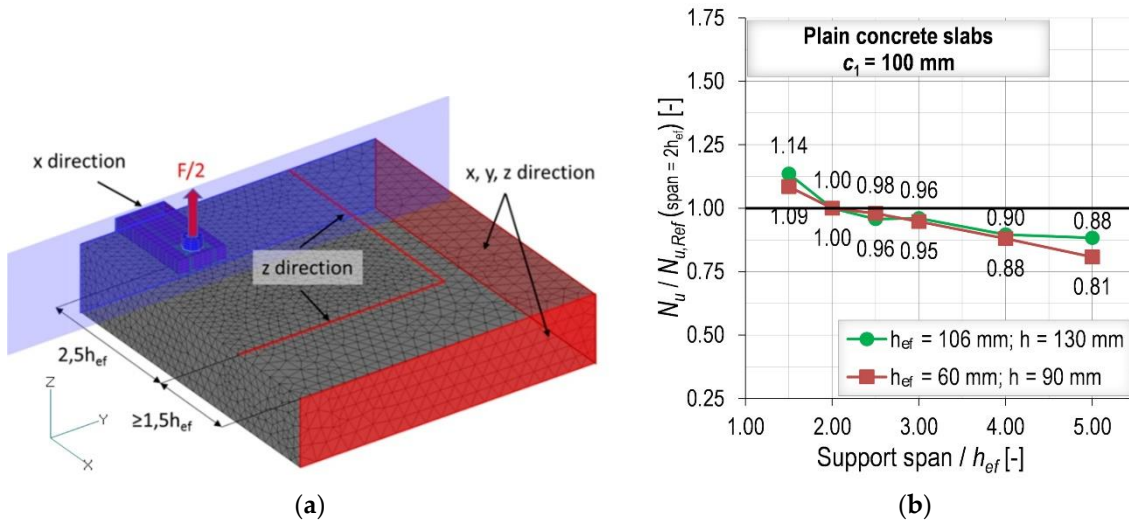 x direction
F/2
x, y, z direction
z direction
2,5hef
≥1,5hef
Z
Y
X
(a)
Plain concrete slabs
c1 = 100 mm
Nu / Nu,Ref (span = 2hef) [-]
1.75
1.50
1.25
1.00
0.75
0.50
0.25
1.14
1.00
0.98
0.96
0.90
0.88
1.09
1.00
0.96
0.95
0.88
0.81
hef = 106 mm; h = 130 mm
hef = 60 mm; h = 90 mm
1.00 2.00 3.00 4.00 5.00
Support span / hef [-]
(b)